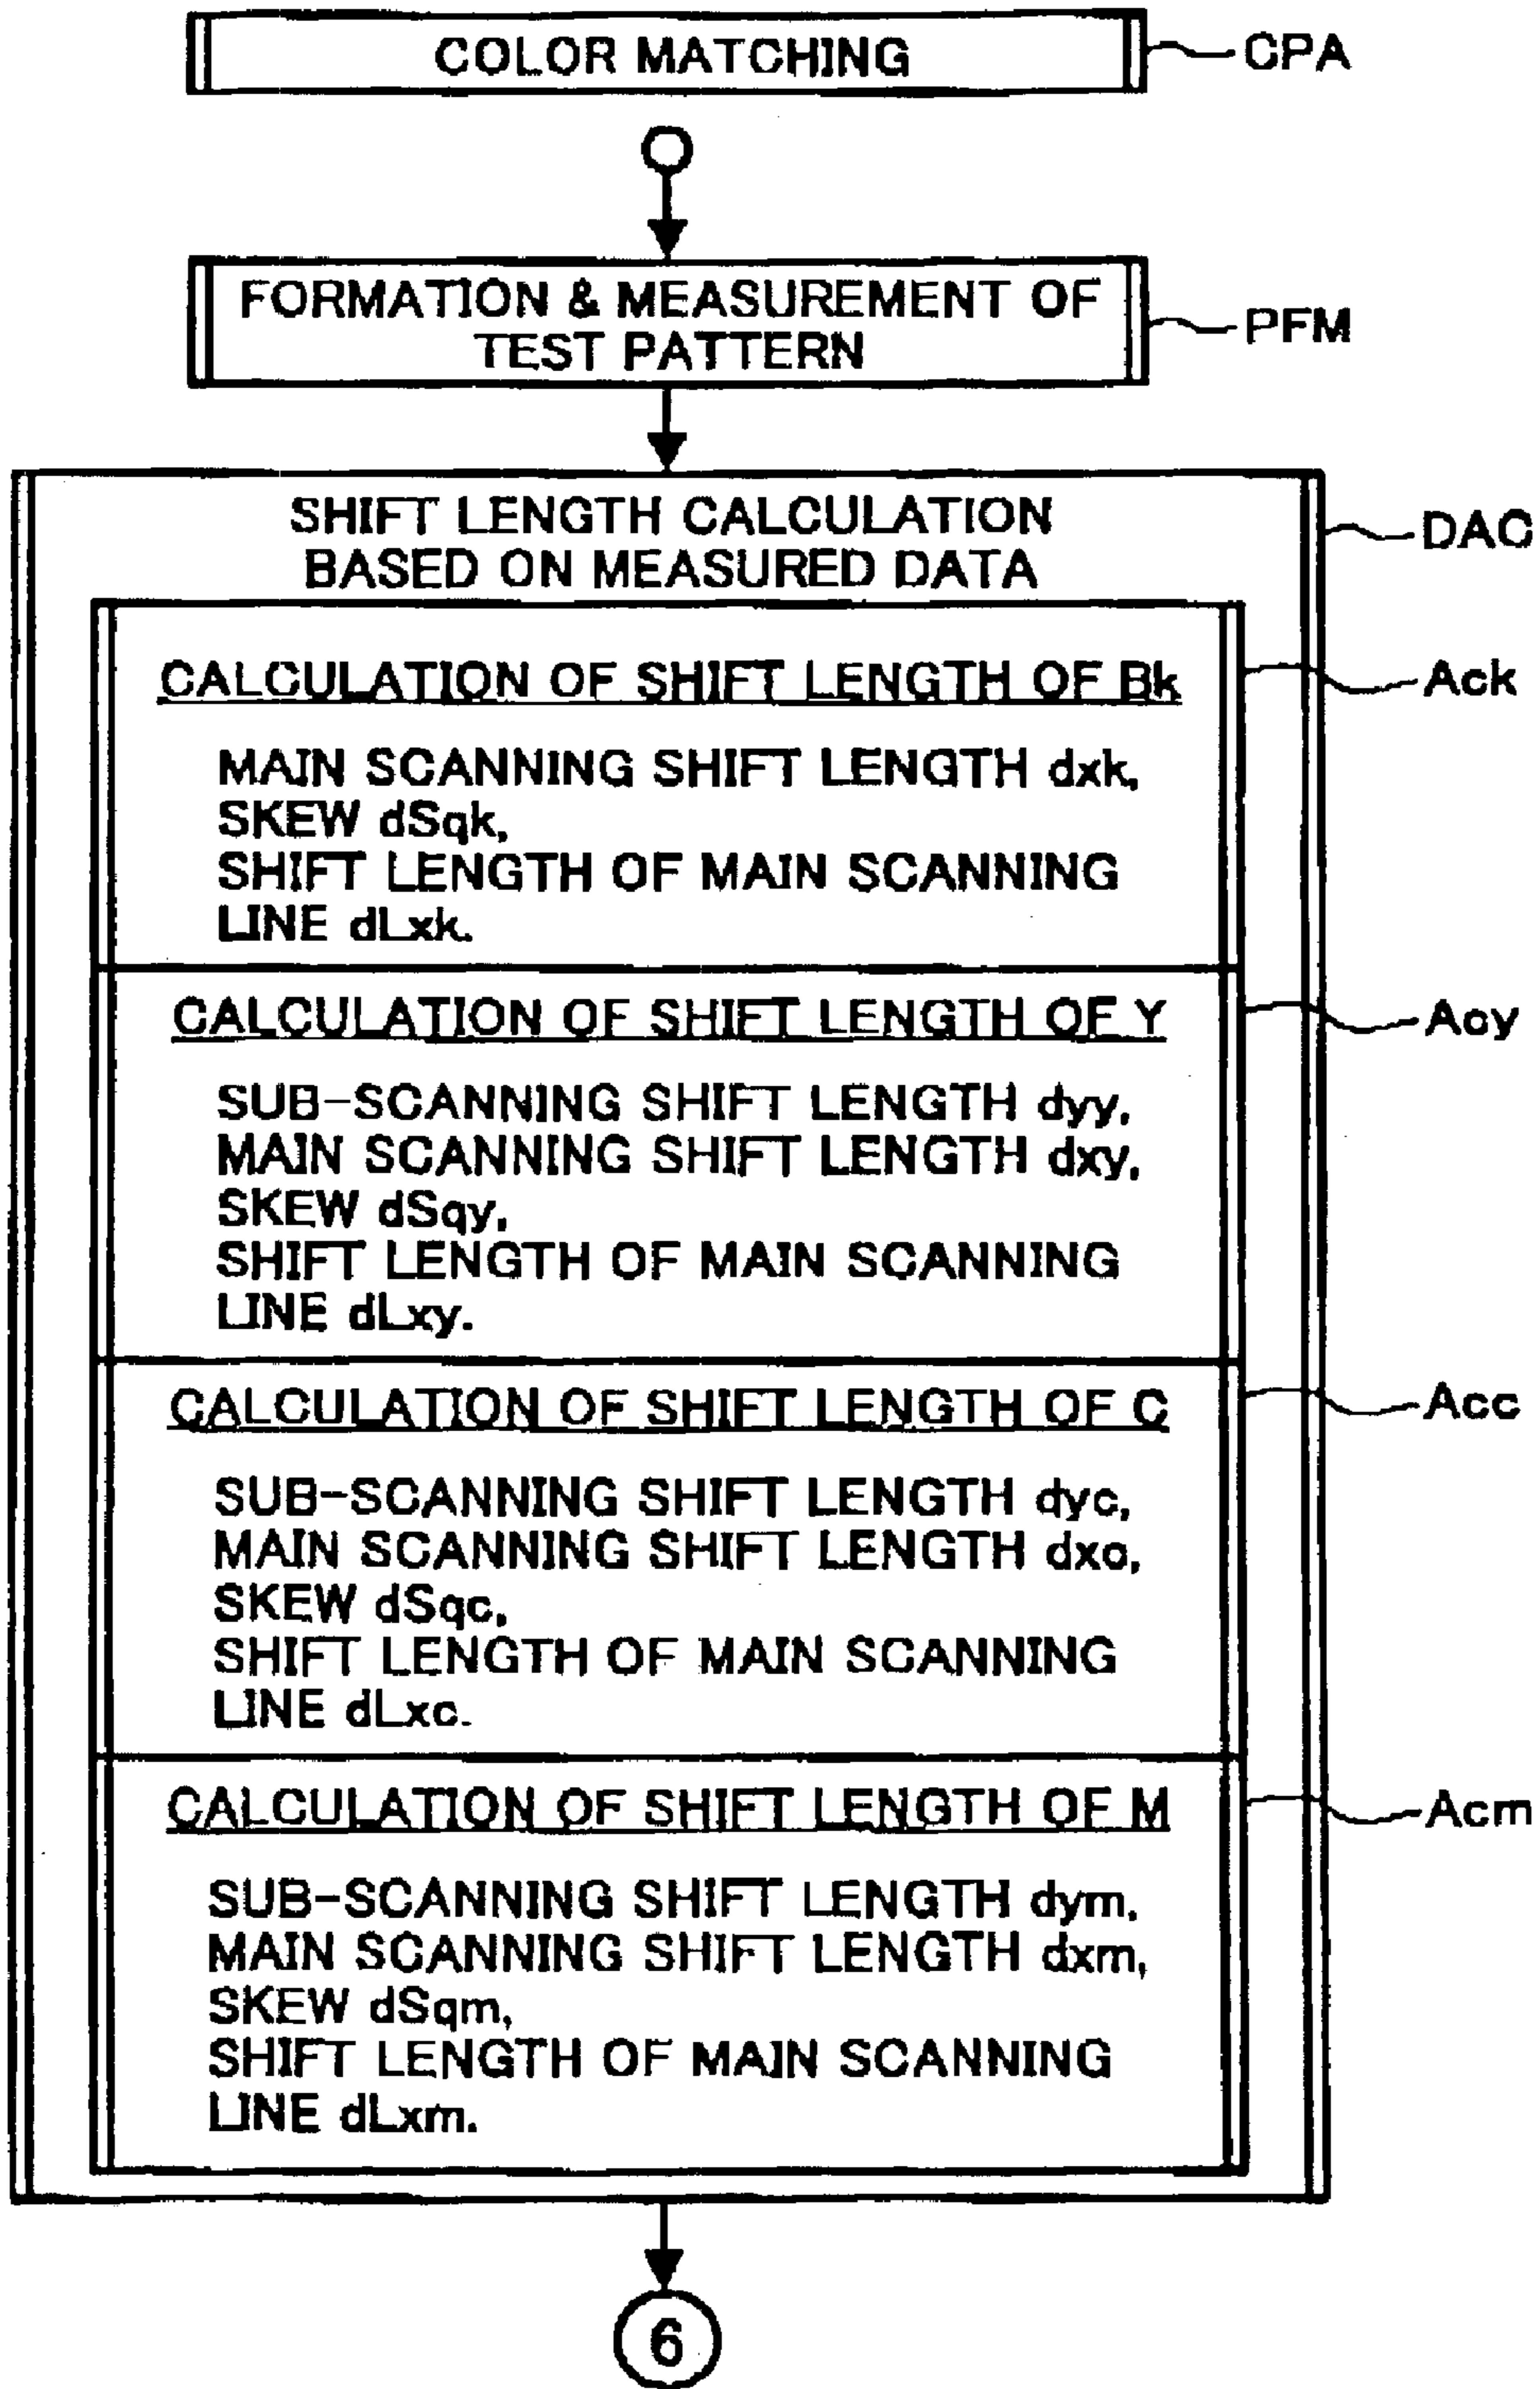 COLOR MATCHING
CPA
FORMATION & MEASUREMENT OF
TEST PATTERN
PFM
SHIFT LENGTH CALCULATION
BASED ON MEASURED DATA
DAC
CALCULATION OF SHIFT LENGTH OF Bk
Ack
MAIN SCANNING SHIFT LENGTH dxk,
SKEW dSqk,
SHIFT LENGTH OF MAIN SCANNING
LINE dLxk.
CALCULATION OF SHIFT LENGTH OF Y
Acy
SUB-SCANNING SHIFT LENGTH dyy,
MAIN SCANNING SHIFT LENGTH dxy,
SKEW dSqy,
SHIFT LENGTH OF MAIN SCANNING
LINE dLxy.
CALCULATION OF SHIFT LENGTH OF C
Acc
SUB-SCANNING SHIFT LENGTH dyc,
MAIN SCANNING SHIFT LENGTH dxc,
SKEW dSqc,
SHIFT LENGTH OF MAIN SCANNING
LINE dLxc.
CALCULATION OF SHIFT LENGTH OF M
Acm
SUB-SCANNING SHIFT LENGTH dym,
MAIN SCANNING SHIFT LENGTH dxm,
SKEW dSqm,
SHIFT LENGTH OF MAIN SCANNING
LINE dLxm.
6